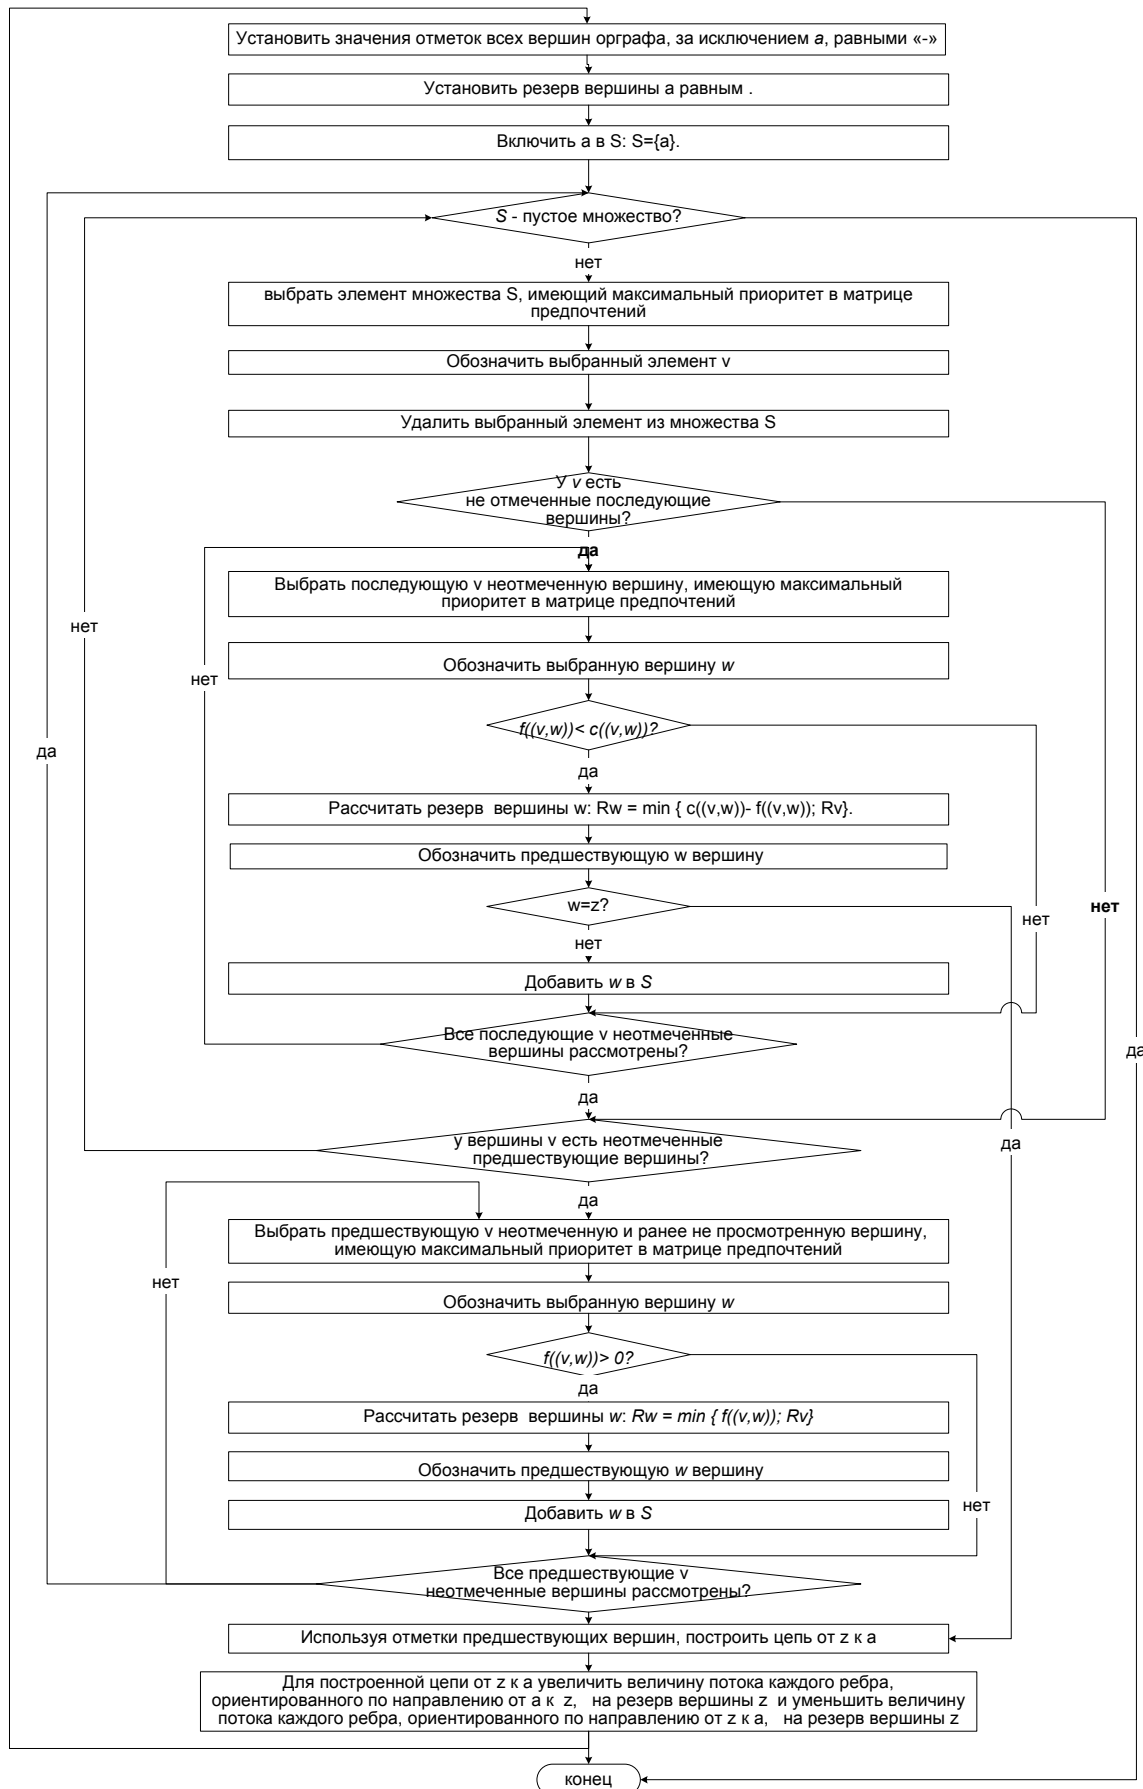 Установить значения отметок всех вершин орграфа, за исключением a, равными «-»
Установить резерв вершины a равным .
Включить a в S: S={a}.
S - пустое множество?
нет
выбрать элемент множества S, имеющий максимальный приоритет в матрице
предпочтений
Обозначить выбранный элемент v
Удалить выбранный элемент из множества S
У v есть
не отмеченные последующие
вершины?
да
Выбрать последующую v неотмеченную вершину, имеющую максимальный
приоритет в матрице предпочтений
нет
Обозначить выбранную вершину w
нет
f((v,w))< c((v,w))?
да
да
Рассчитать резерв вершины w: Rw = min { c((v,w))- f((v,w)); Rv}.
Обозначить предшествующую w вершину
w=z?
нет
нет
нет
Добавить w в S
Все последующие v неотмеченные
вершины рассмотрены?
да
да
да
у вершины v есть неотмеченные
предшествующие вершины?
да
Выбрать предшествующую v неотмеченную и ранее не просмотренную вершину,
имеющую максимальный приоритет в матрице предпочтений
нет
Обозначить выбранную вершину w
f((v,w))> 0?
да
Рассчитать резерв вершины w: Rw = min { f((v,w)); Rv}
Обозначить предшествующую w вершину
нет
Добавить w в S
Все предшествующие v
неотмеченные вершины рассмотрены?
Используя отметки предшествующих вершин, построить цепь от z к a
Для построенной цепи от z к a увеличить величину потока каждого ребра,
ориентированного по направлению от a к z, на резерв вершины z и уменьшить величину
потока каждого ребра, ориентированного по направлению от z к a, на резерв вершины z
конец